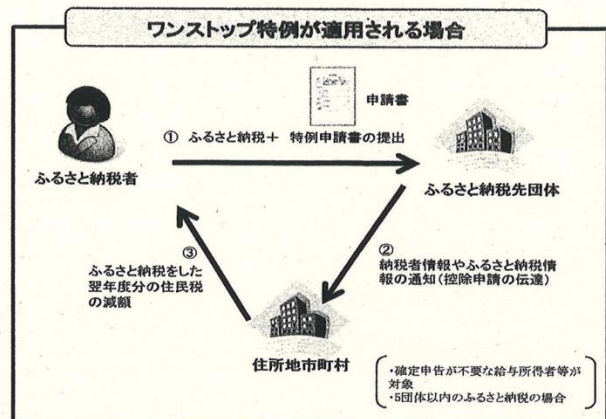 ワンストップ特例が適用される場合
申請書
① ふるさと納税＋ 特例申請書の提出
ふるさと納税者
ふるさと納税先団体
②
納税者情報やふるさと納税情
報の通知（控除申請の伝達）
③
ふるさと納税をした
翌年度分の住民税
の減額
住所地市町村
・確定申告が不要な給与所得者等が
対象
・5団体以内のふるさと納税の場合